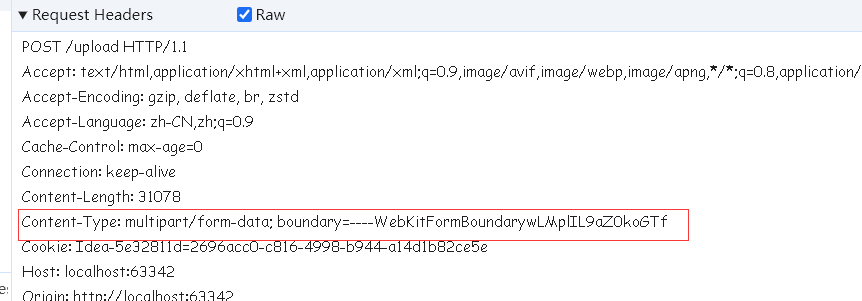 Request Headers Raw
POST /upload HTTP/1.1
Accept: text/html,application/xhtml+xml,application/xml;q=0.9,image/avif,image/webp,image/apng,*/*;q=0.8,application/
Accept-Encoding: gzip, deflate, br, zstd
Accept-Language: zh-CN,zh;q=0.9
Cache-Control: max-age=0
Connection: keep-alive
Content-Length: 31078
Content-Type: multipart/form-data; boundary=----WebKitFormBoundarywLMplIL9aZ0koGTf
Cookie: Idea-5e32811d=2696acc0-c816-4998-b944-a14d1b82ce5e
Host: localhost:63342
Origin: http://localhost:63342